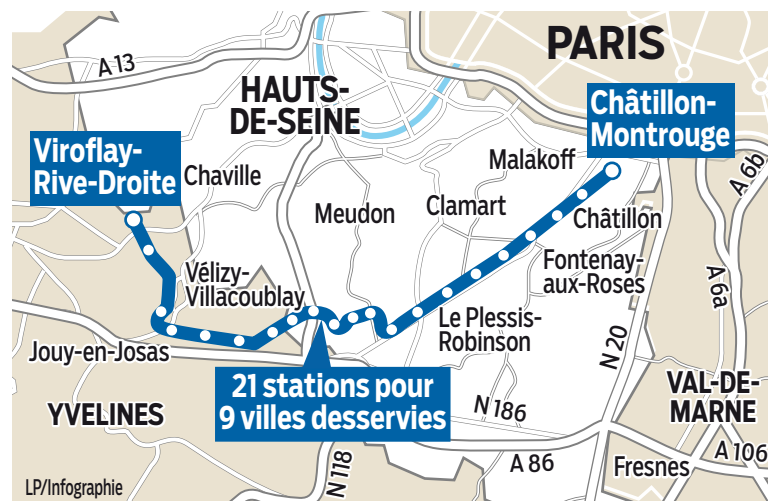 PARIS
A 13
HAUTS-
DE-SEINE
Châtillon-
Montrouge
Viroflay-
Rive-Droite
Chaville
Malakoff
A 6b
Meudon
Clamart
Châtillon
Vélizy-
Villacoublay
Fontenay-
aux-Roses
A 6a
Le Plessis-
Robinson
N 20
Jouy-en-Josas
21 stations pour
9 villes desservies
YVELINES
N 186
VAL-DE-
MARNE
A 86
N 118
Fresnes
A 106
LP/Infographie